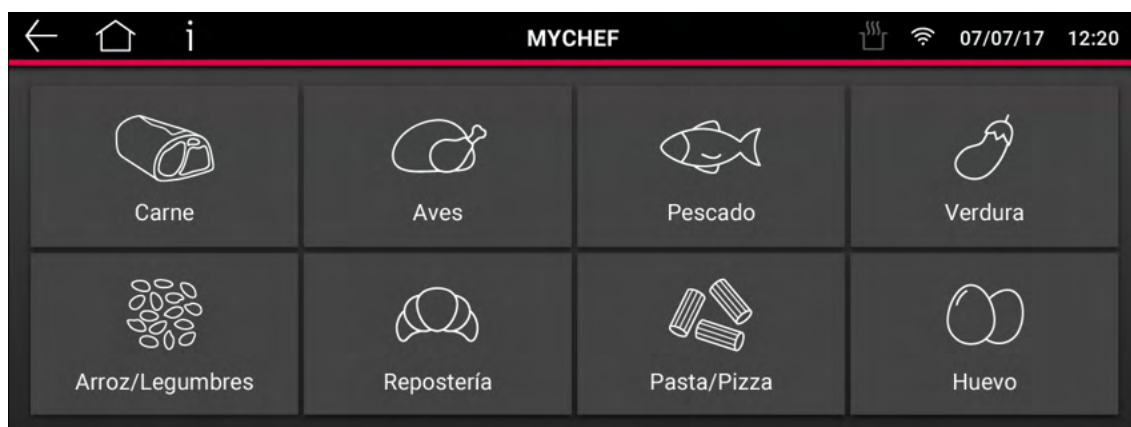 i MYCHEF 07/07/17 12:20
Carne Aves Pescado Verdura
Arroz/Legumbres Repostería Pasta/Pizza Huevo